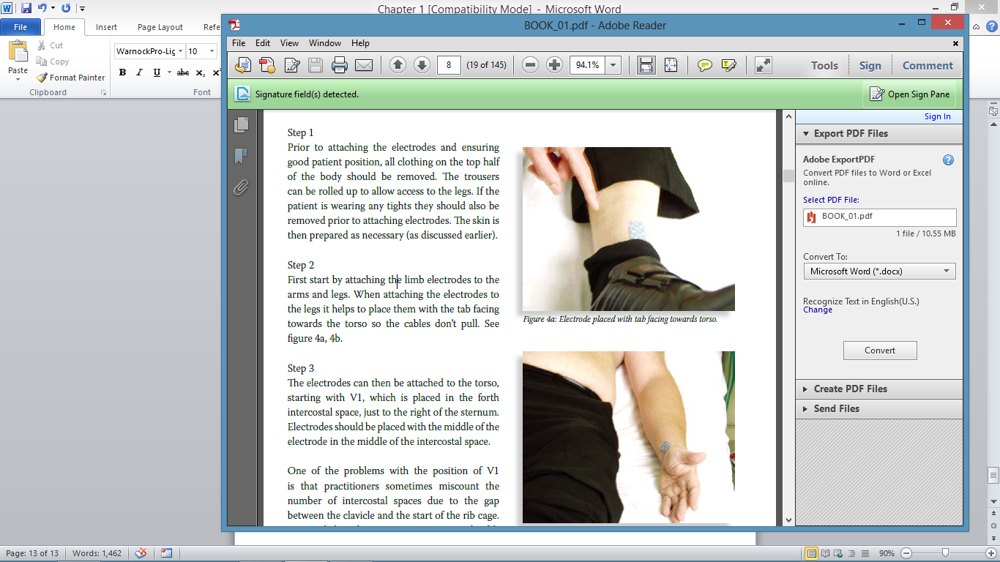 Chapter 1 [Compatibility Mode] - Microsoft Word
File
Home
Insert
Page Layout
Refe
Paste
Cut
Copy
Format Painter
Clipboard
WarnockPro-Lig
10
B I U abc x₂ x
Font
BOOK_01.pdf - Adobe Reader
File Edit View Window Help
8
(19 of 145)
94.1%
Tools
Sign
Comment
Signature field(s) detected.
Open Sign Pane
Step 1
Prior to attaching the electrodes and ensuring
good patient position, all clothing on the top half
of the body should be removed. The trousers
can be rolled up to allow access to the legs. If the
patient is wearing any tights they should also be
removed prior to attaching electrodes. The skin is
then prepared as necessary (as discussed earlier).
Step 2
First start by attaching the limb electrodes to the
arms and legs. When attaching the electrodes to
the legs it helps to place them with the tab facing
towards the torso so the cables don't pull. See
figure 4a, 4b.
Step 3
The electrodes can then be attached to the torso,
starting with V1, which is placed in the forth
intercostal space, just to the right of the sternum.
Electrodes should be placed with the middle of the
electrode in the middle of the intercostal space.
One of the problems with the position of V1
is that practitioners sometimes miscount the
number of intercostal spaces due to the gap
between the clavicle and the start of the rib cage.
Figure 4a: Electrode placed with tab facing towards torso.
Sign In
Export PDF Files
Adobe ExportPDF
Convert PDF files to Word or Excel
online.
Select PDF File:
BOOK_01.pdf
1 file / 10.55 MB
Convert To:
Microsoft Word (*.docx)
Recognize Text in English(U.S.)
Change
Convert
Create PDF Files
Send Files
Page: 13 of 13
Words: 1,462
90%